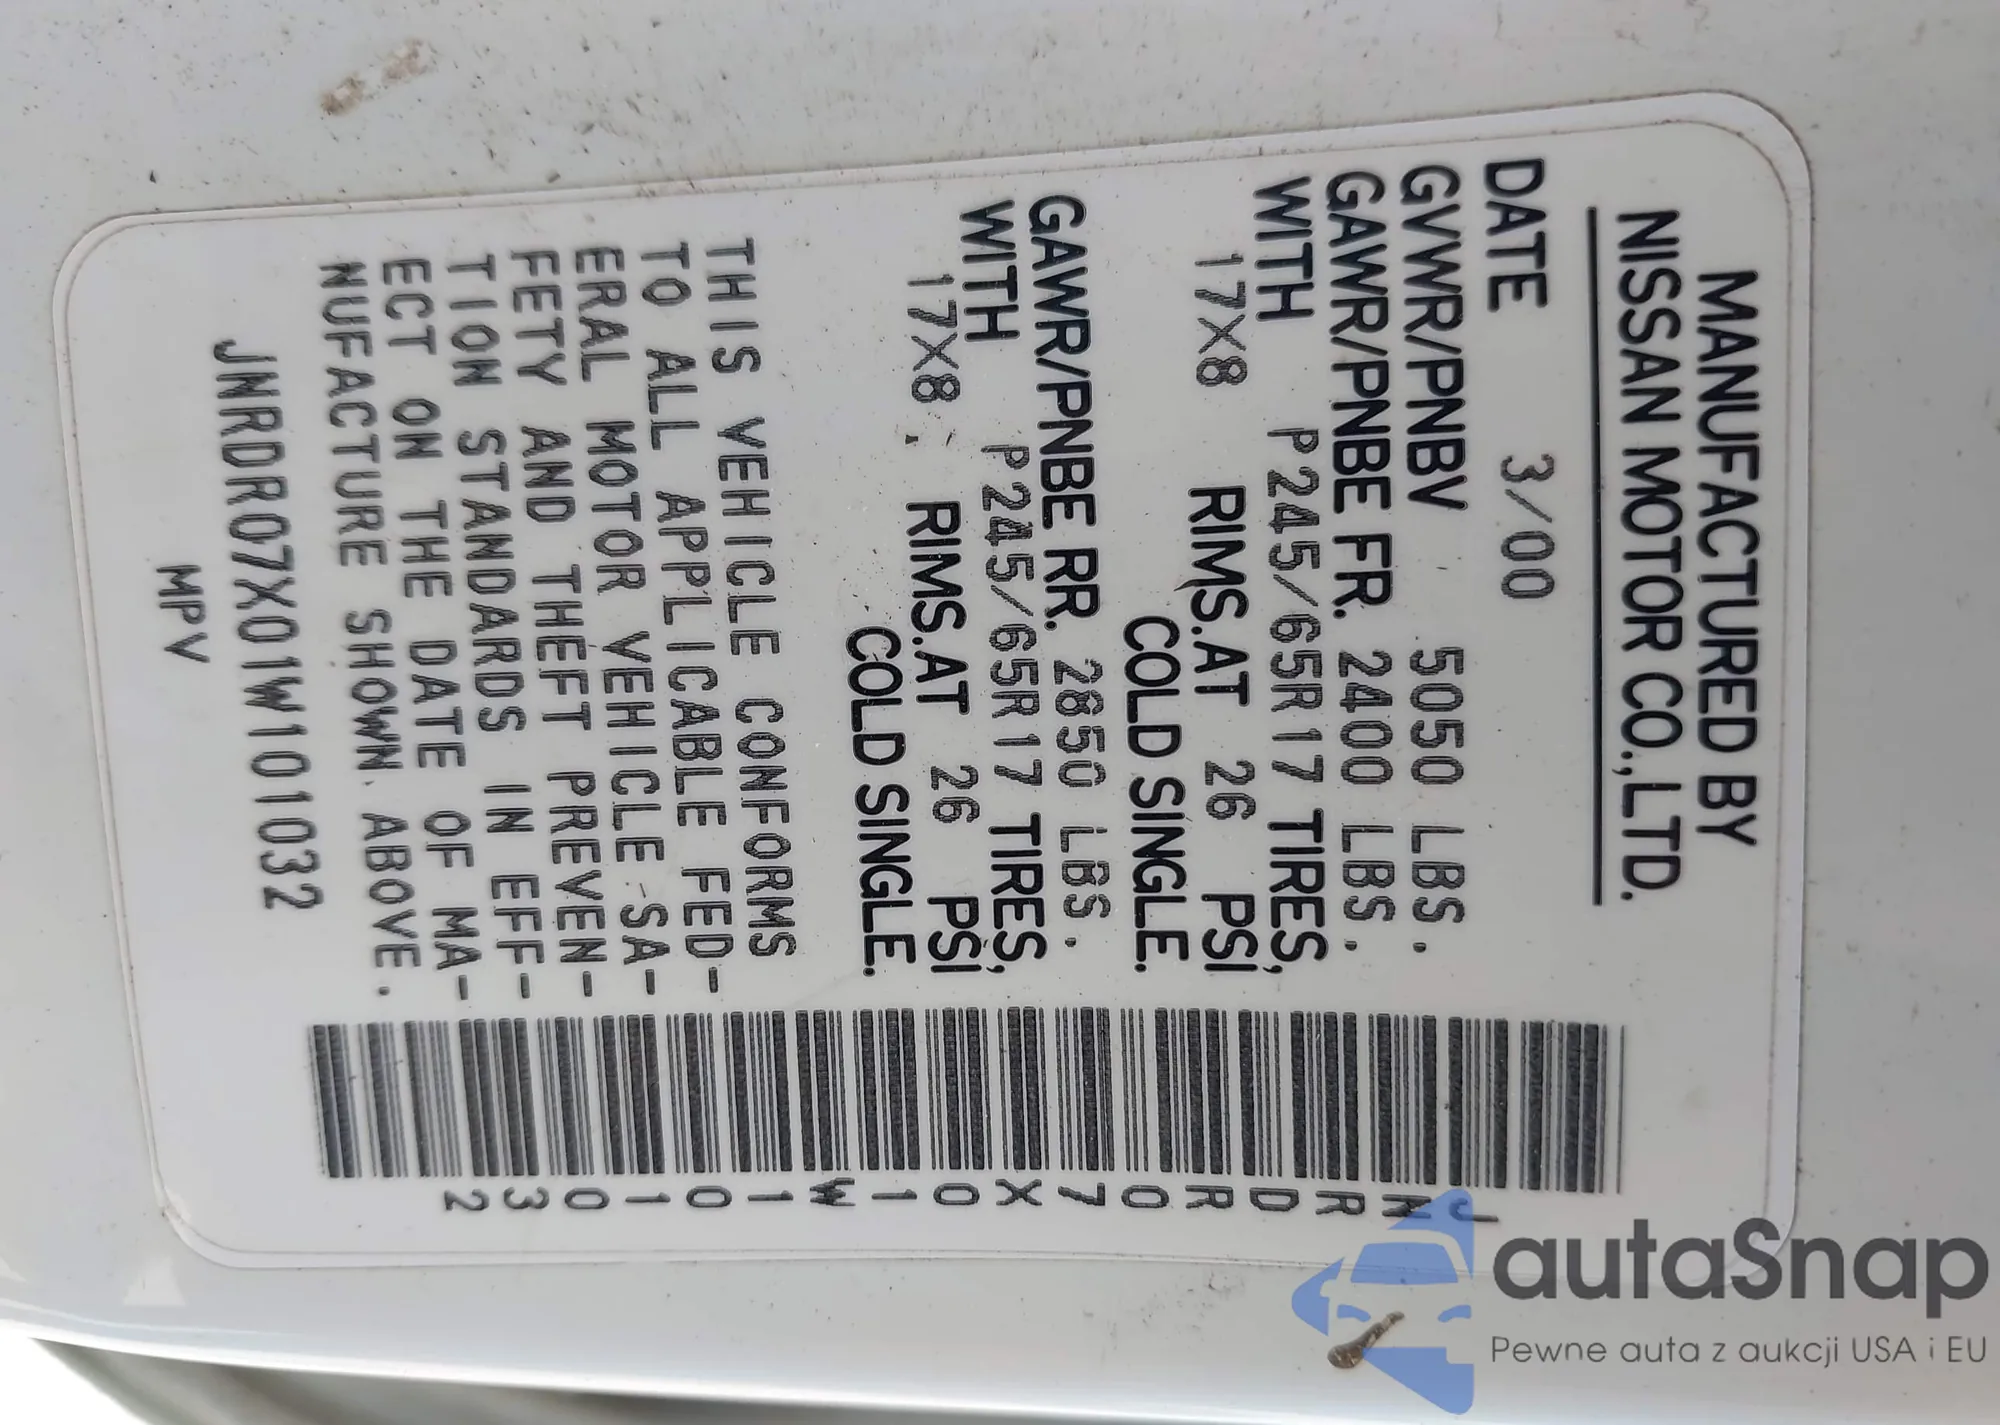 MANUFACTURED BY
NISSAN MOTOR CO.,LTD.
DATE 3/00
GVWR/PNBV 5050 LBS.
GAWR/PNBE FR. 2400 LBS.
WITH P245/65R17 TIRES,
17X8 RIMS.AT 26 PSI
COLD SINGLE.
GAWR/PNBE RR. 2850 LBS.
WITH P245/65R17 TIRES,
17X8. RIMS.AT 26 PSI
COLD SINGLE.
THIS VEHICLE CONFORMS
TO ALL APPLICABLE FED-
ERAL MOTOR VEHICLE SA-
FETY AND THEFT PREVEN-
TION STANDARDS IN EFF-
ECT ON THE DATE OF MA-
NUFACTURE SHOWN ABOVE.
JNRDR07X01W101032
MPV
JNRDR07X01W101032
autaSnap
Pewne auta z aukcji USA i EU